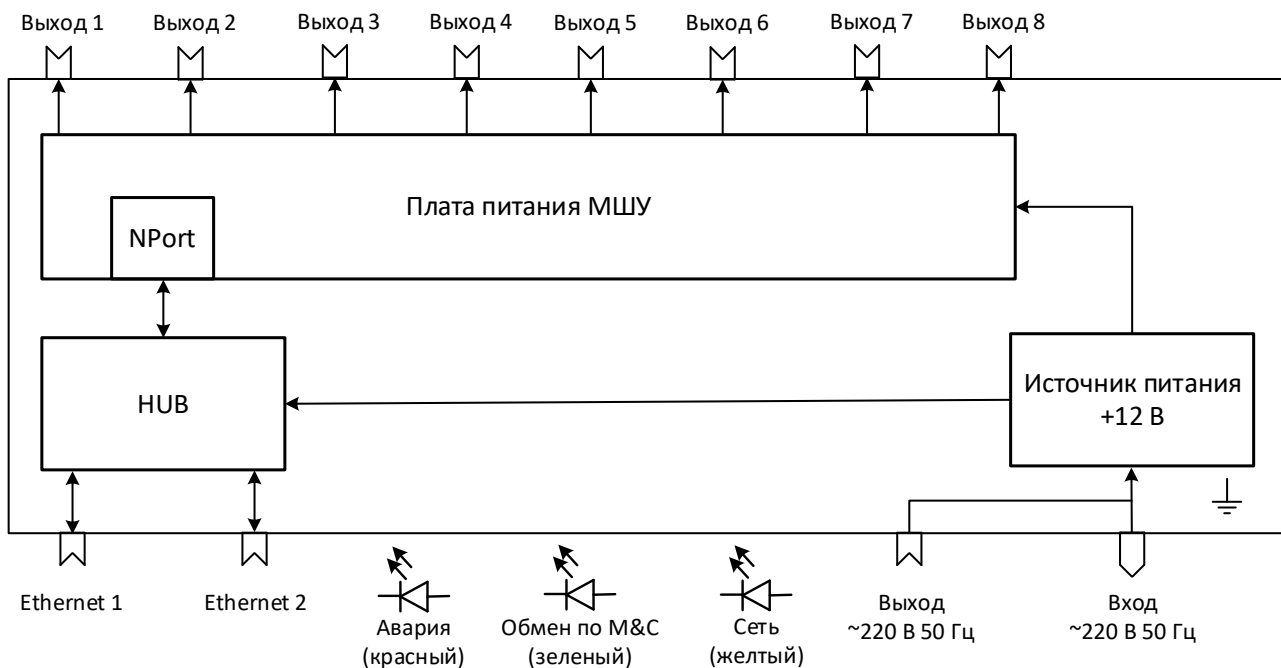 Выход 1
Выход 2
Выход 3
Выход 4
Выход 5
Выход 6
Выход 7
Выход 8
Плата питания МШУ
NPort
HUB
Источник питания
+12 В
Ethernet 1
Ethernet 2
Авария
(красный)
Обмен по M&C
(зеленый)
Сеть
(желтый)
Выход
~220 В 50 Гц
Вход
~220 В 50 Гц